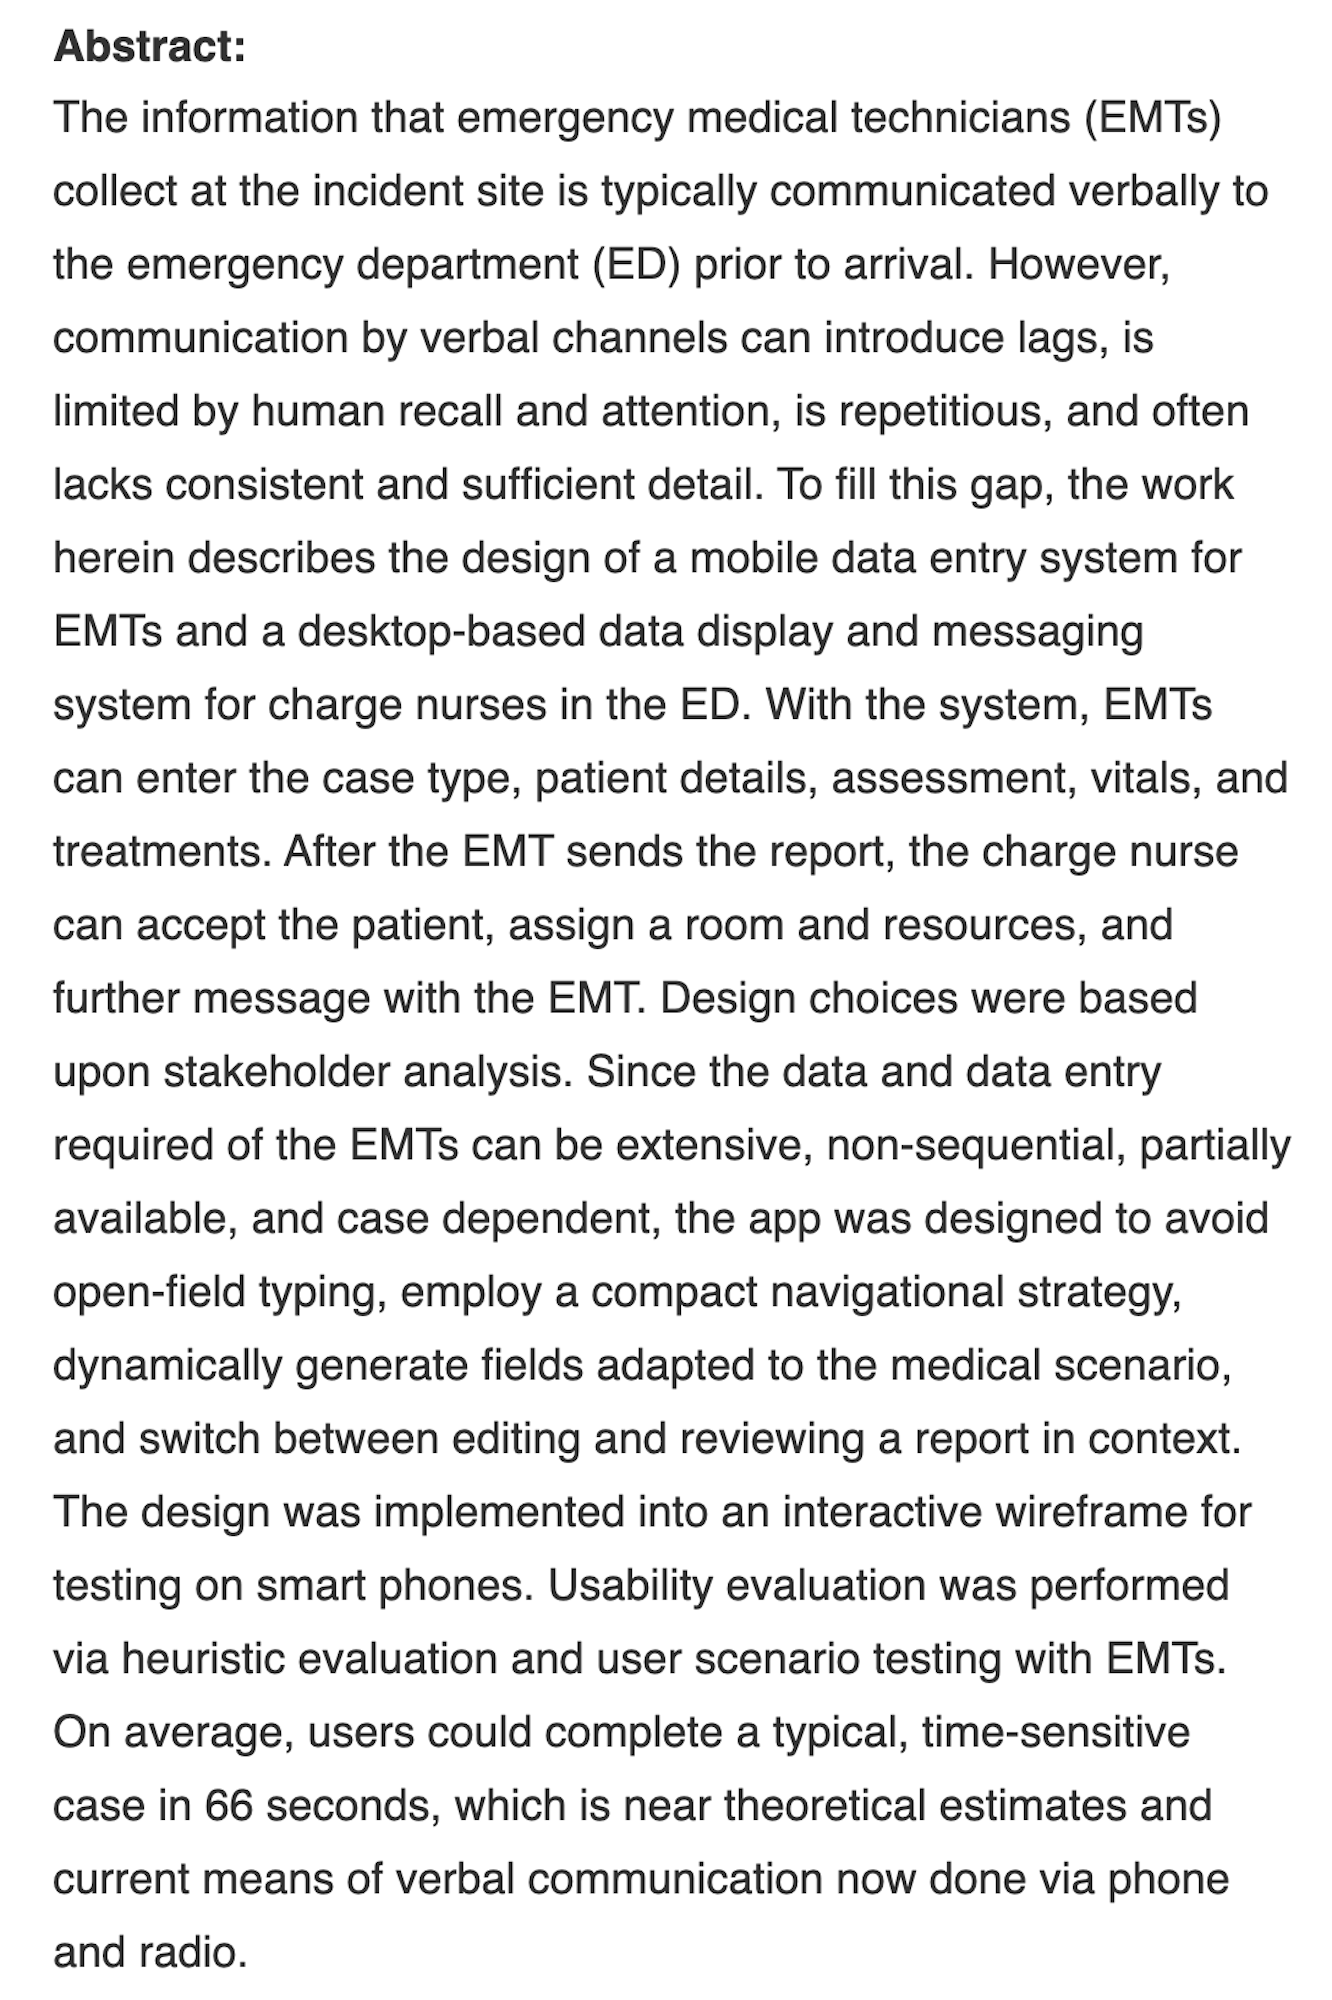 Abstract:
The information that emergency medical technicians (EMTs)
collect at the incident site is typically communicated verbally to
the emergency department (ED) prior to arrival. However,
communication by verbal channels can introduce lags, is
limited by human recall and attention, is repetitious, and often
lacks consistent and sufficient detail. To fill this gap, the work
herein describes the design of a mobile data entry system for
EMTs and a desktop-based data display and messaging
system for charge nurses in the ED. With the system, EMTs
can enter the case type, patient details, assessment, vitals, and
treatments. After the EMT sends the report, the charge nurse
can accept the patient, assign a room and resources, and
further message with the EMT. Design choices were based
upon stakeholder analysis. Since the data and data entry
required of the EMTs can be extensive, non-sequential, partially
available, and case dependent, the app was designed to avoid
open-field typing, employ a compact navigational strategy,
dynamically generate fields adapted to the medical scenario,
and switch between editing and reviewing a report in context.
The design was implemented into an interactive wireframe for
testing on smart phones. Usability evaluation was performed
via heuristic evaluation and user scenario testing with EMTs.
On average, users could complete a typical, time-sensitive
case in 66 seconds, which is near theoretical estimates and
current means of verbal communication now done via phone
and radio.